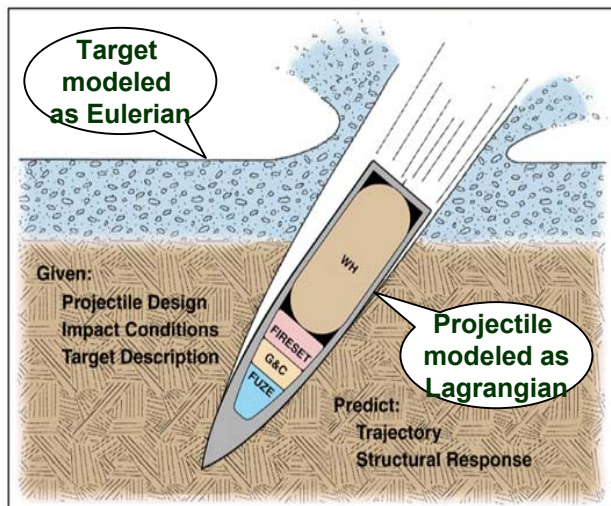 Target
modeled
as Eulerian
WH
Given:
Projectile Design
Impact Conditions
Target Description
FIRESET
G&C
FUZE
Projectile
modeled as
Lagrangian
Predict:
Trajectory
Structural Response